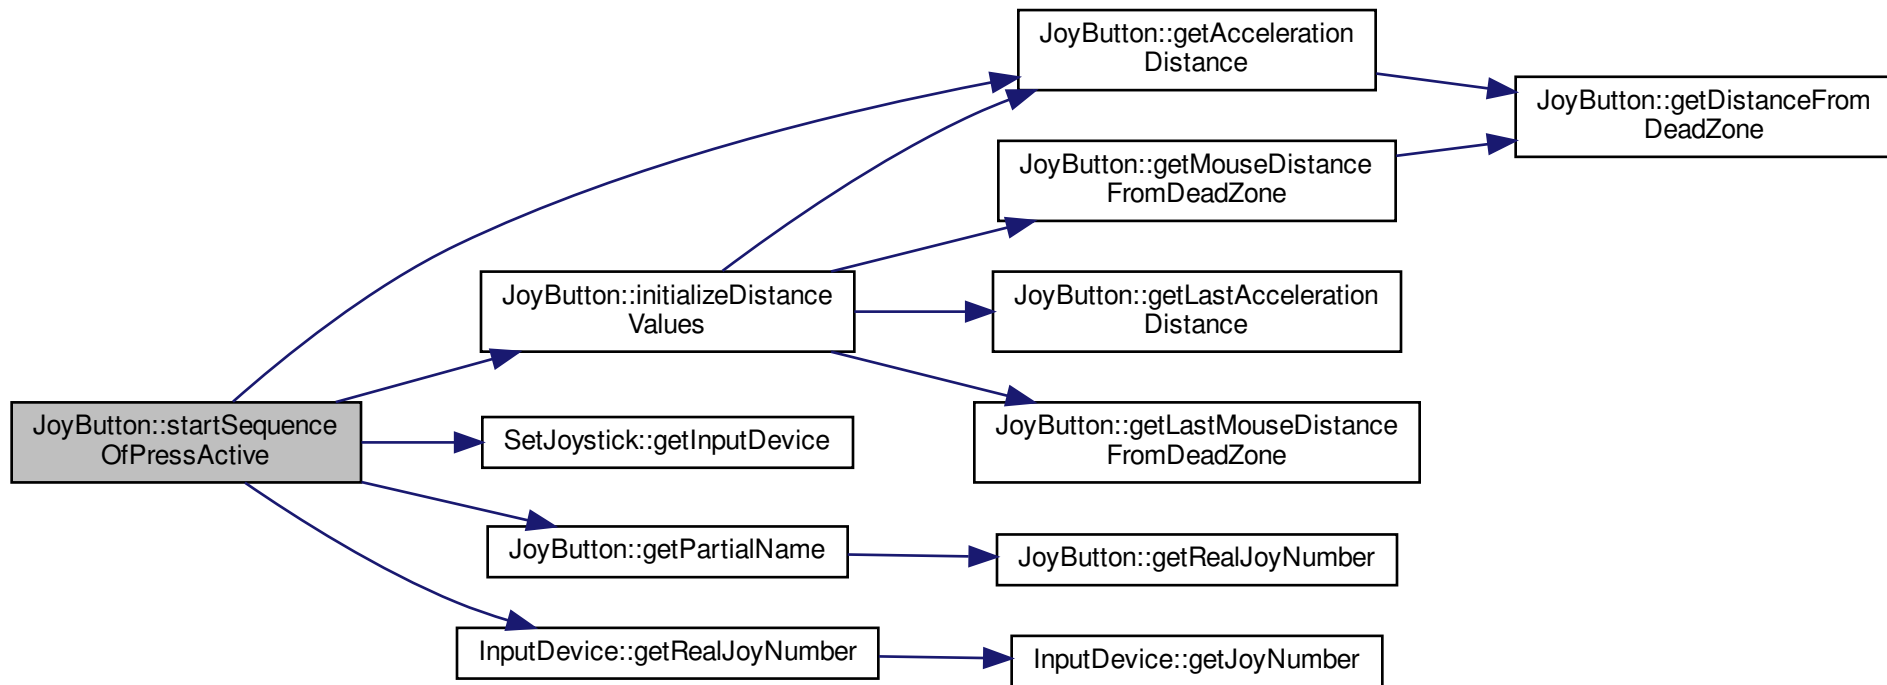 JoyButton::getAcceleration
Distance
JoyButton::getDistanceFrom
DeadZone
JoyButton::getMouseDistance
FromDeadZone
JoyButton::initializeDistance
Values
JoyButton::getLastAcceleration
Distance
JoyButton::startSequence
OfPressActive
SetJoystick::getInputDevice
JoyButton::getLastMouseDistance
FromDeadZone
JoyButton::getPartialName
JoyButton::getRealJoyNumber
InputDevice::getRealJoyNumber
InputDevice::getJoyNumber